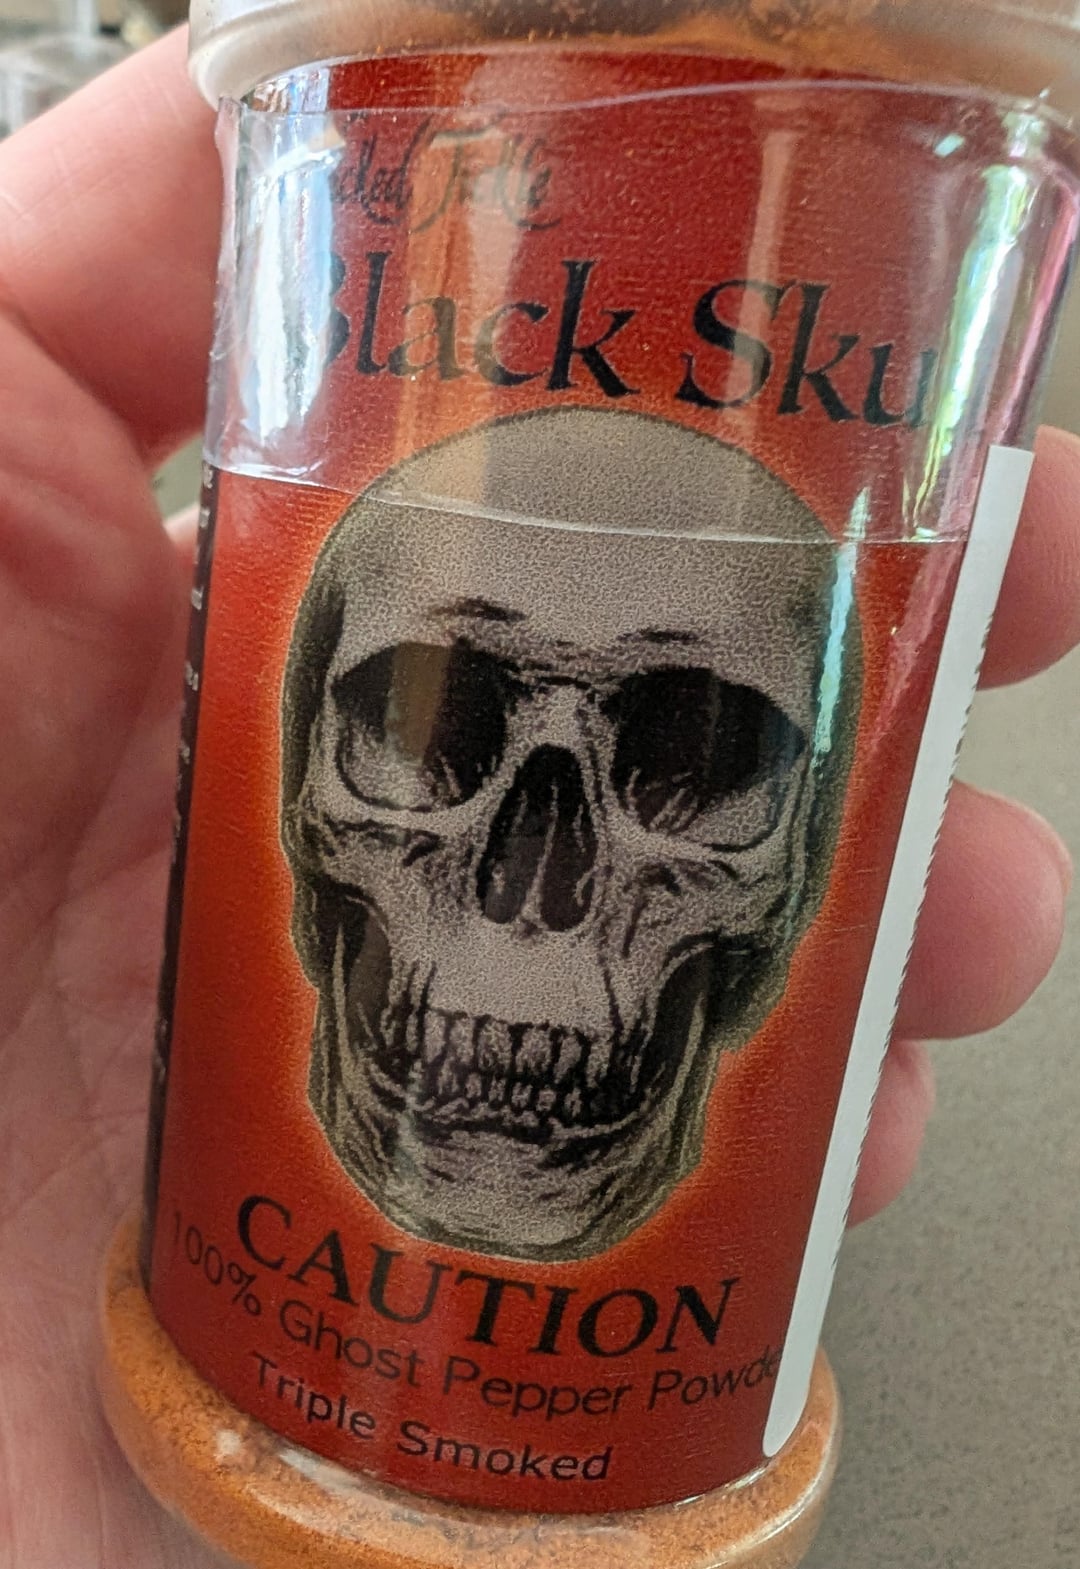 Black Sku
CAUTION
100% Ghost Pepper Powde
Triple Smoked